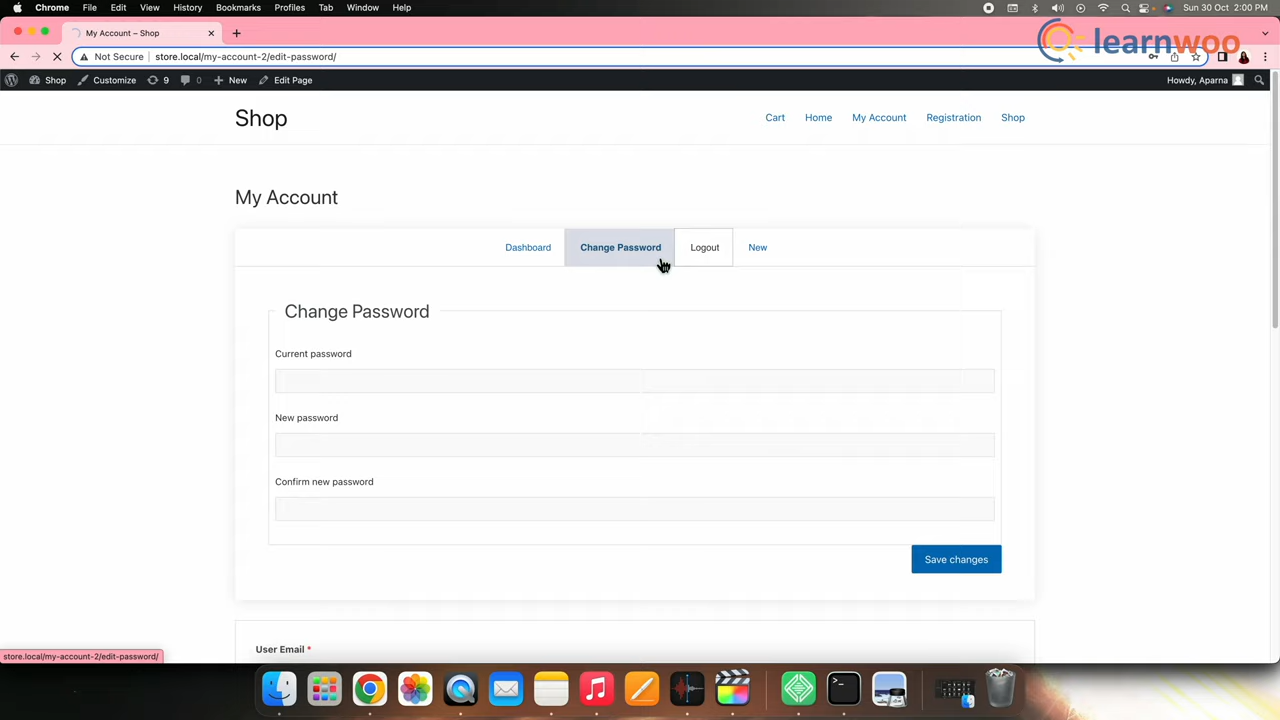 Chrome File Edit View History Bookmarks Profiles Tab Window Help Sun 30 Oct 2:00 PM
My Account – Shop
learnwoo
Not Secure store.local/my-account-2/edit-password/
Shop Customize 9 0 New Edit Page Howdy, Aparna
Shop Cart Home My Account Registration Shop
My Account
Dashboard Change Password Logout New
Change Password
Current password
New password
Confirm new password
Save changes
User Email *
store.local/my-account-2/edit-password/